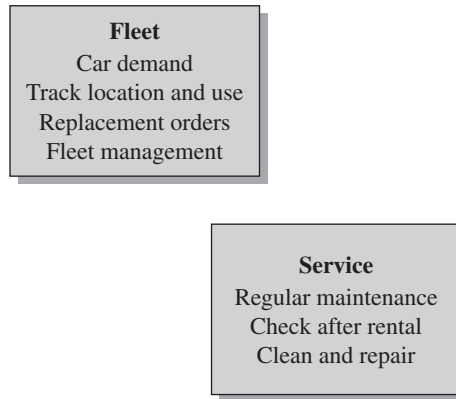 Fleet
Car demand
Track location and use
Replacement orders
Fleet management
Service
Regular maintenance
Check after rental
Clean and repair